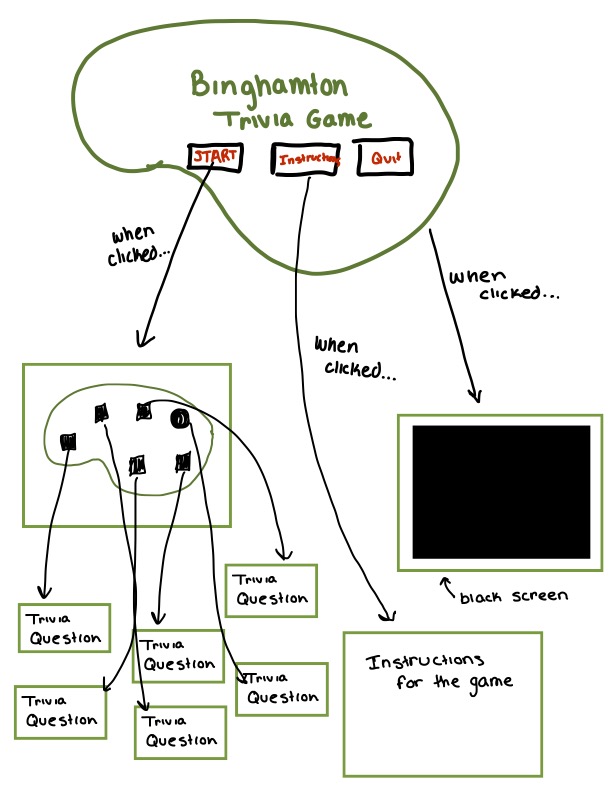 Binghamton
Trivia Game
START
Instructions
Quit
when
clicked...
when
clicked...
when
clicked...
black screen
Trivia
Question
Trivia
Question
Trivia
Question
Trivia
Question
Trivia
Question
Trivia
Question
Instructions
for the game